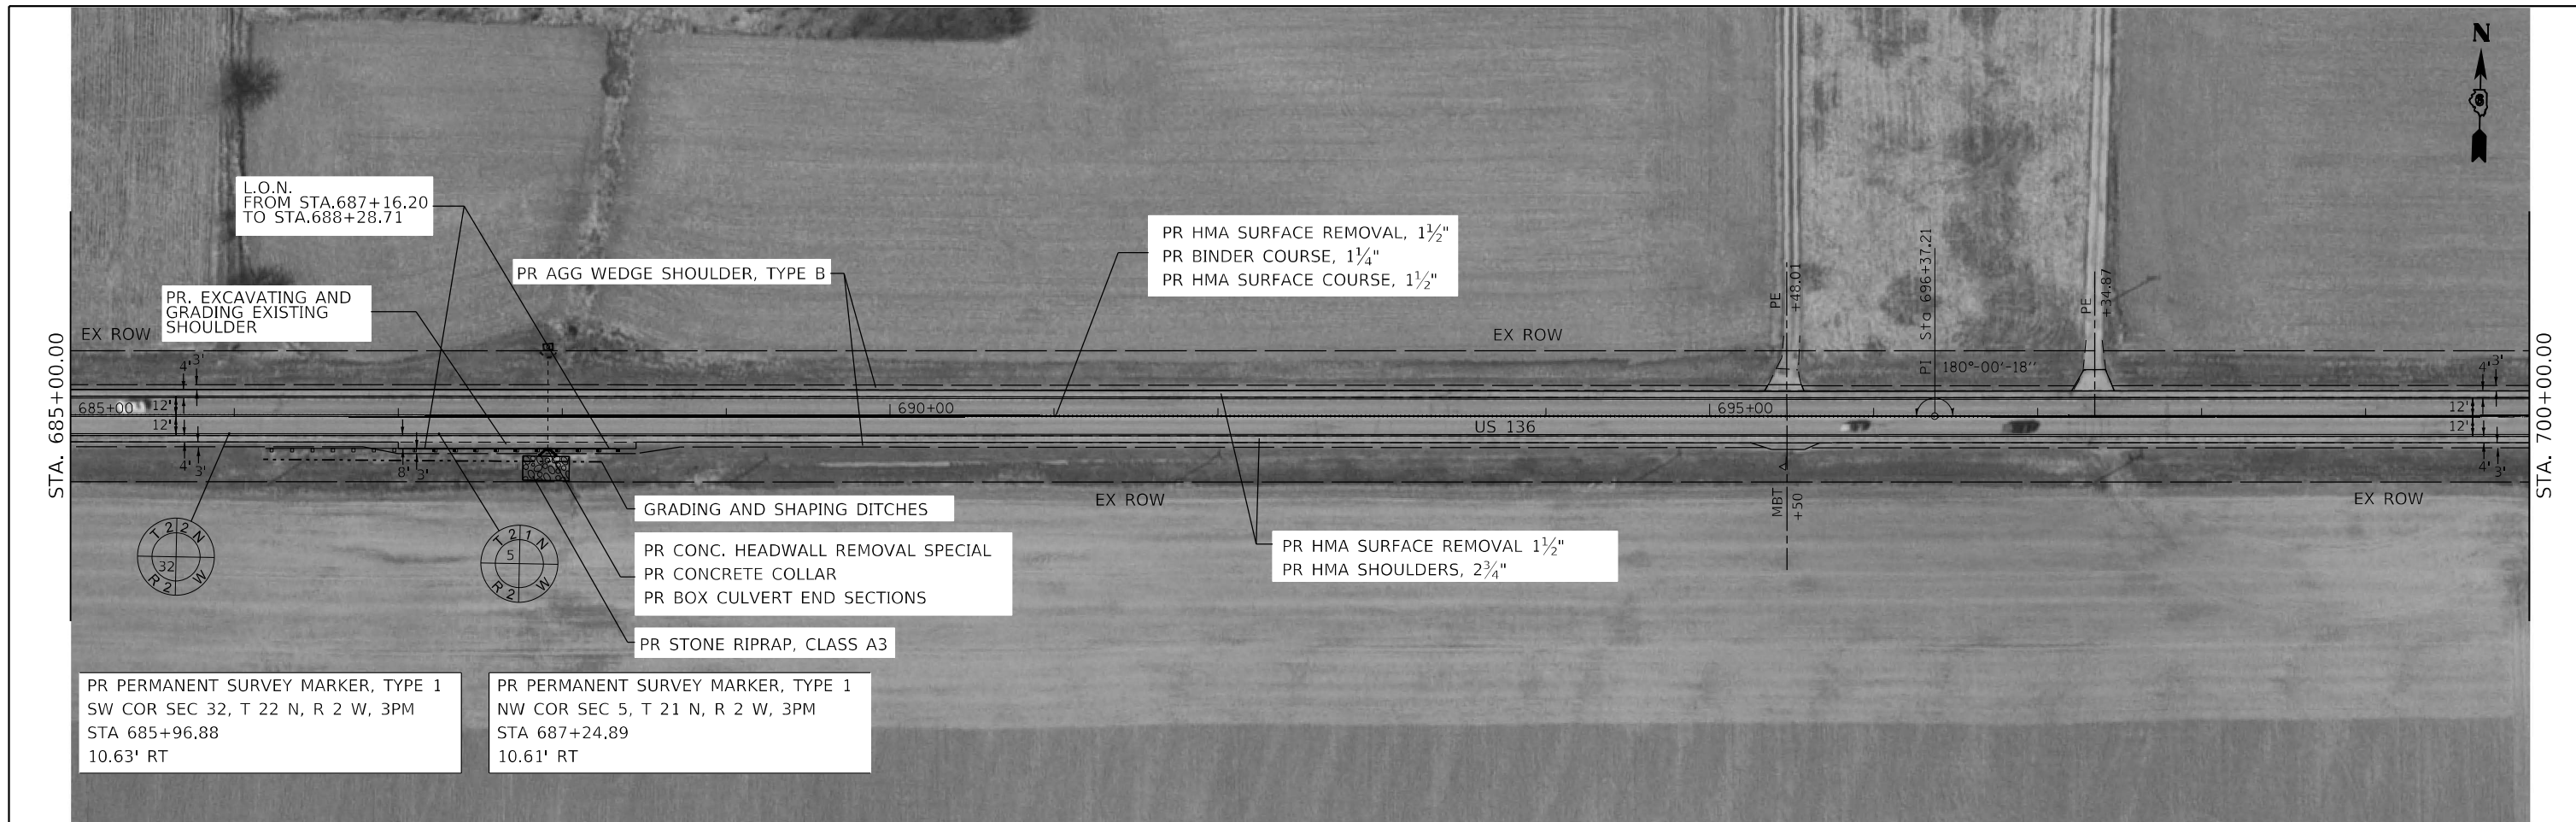 N
6
L.O.N.
FROM STA.687+16.20
TO STA.688+28.71
PR HMA SURFACE REMOVAL, 1½"
PR BINDER COURSE, 1¼"
PR HMA SURFACE COURSE, 1½"
PR AGG WEDGE SHOULDER, TYPE B
PR. EXCAVATING AND
GRADING EXISTING
SHOULDER
EX ROW
EX ROW
PE
+48.01
PI Sta 696+37.21
180°-00'-18''
PE
+34.87
STA. 685+00.00
STA. 700+00.00
4'
3'
4'
3'
685+00
12'
690+00
695+00
12'
12'
US 136
12'
4'
3'
8'
3'
4'
3'
MBT
+50
EX ROW
EX ROW
GRADING AND SHAPING DITCHES
T 2 2 N
32
R 2 W
T 2 1 N
5
R 2 W
PR CONC. HEADWALL REMOVAL SPECIAL
PR CONCRETE COLLAR
PR BOX CULVERT END SECTIONS
PR HMA SURFACE REMOVAL 1½"
PR HMA SHOULDERS, 2¾"
PR STONE RIPRAP, CLASS A3
PR PERMANENT SURVEY MARKER, TYPE 1
SW COR SEC 32, T 22 N, R 2 W, 3PM
STA 685+96.88
10.63' RT
PR PERMANENT SURVEY MARKER, TYPE 1
NW COR SEC 5, T 21 N, R 2 W, 3PM
STA 687+24.89
10.61' RT